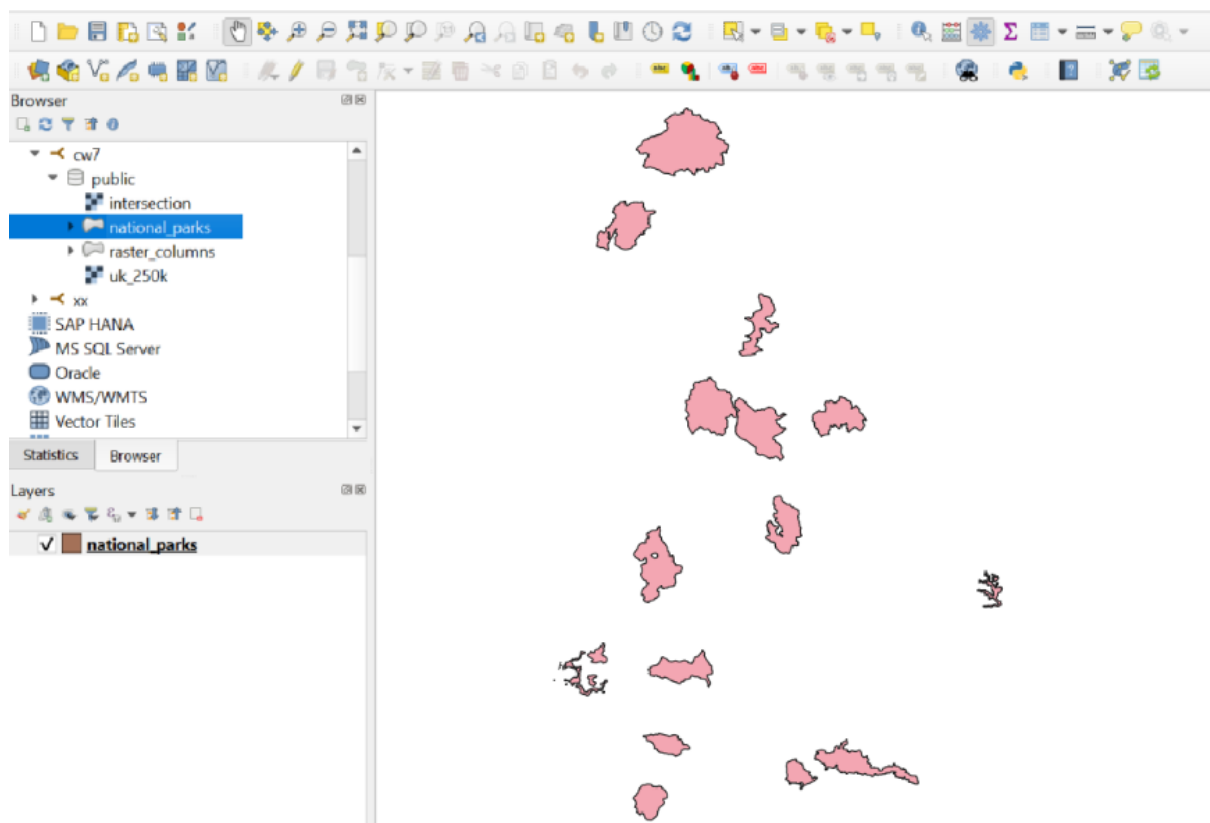 Browser
cw7
public
intersection
national_parks
raster_columns
uk_250k
xx
SAP HANA
MS SQL Server
Oracle
WMS/WMTS
Vector Tiles
Statistics Browser
Layers
national_parks